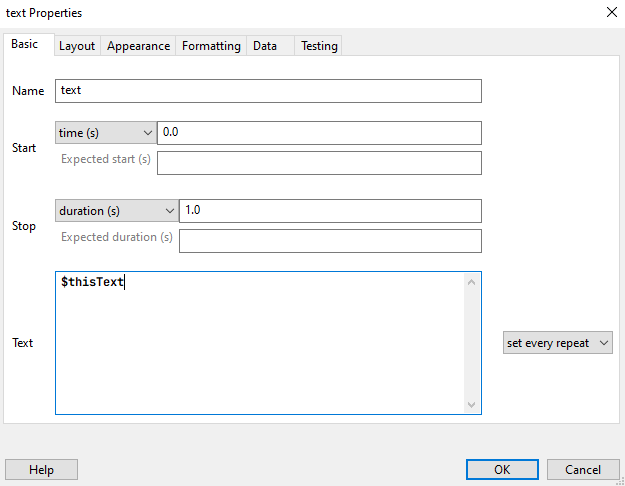 text Properties
Basic Layout Appearance Formatting Data Testing
Name text
Start time (s) 0.0
Expected start (s)
Stop duration (s) 1.0
Expected duration (s)
Text $thisText set every repeat
Help OK Cancel